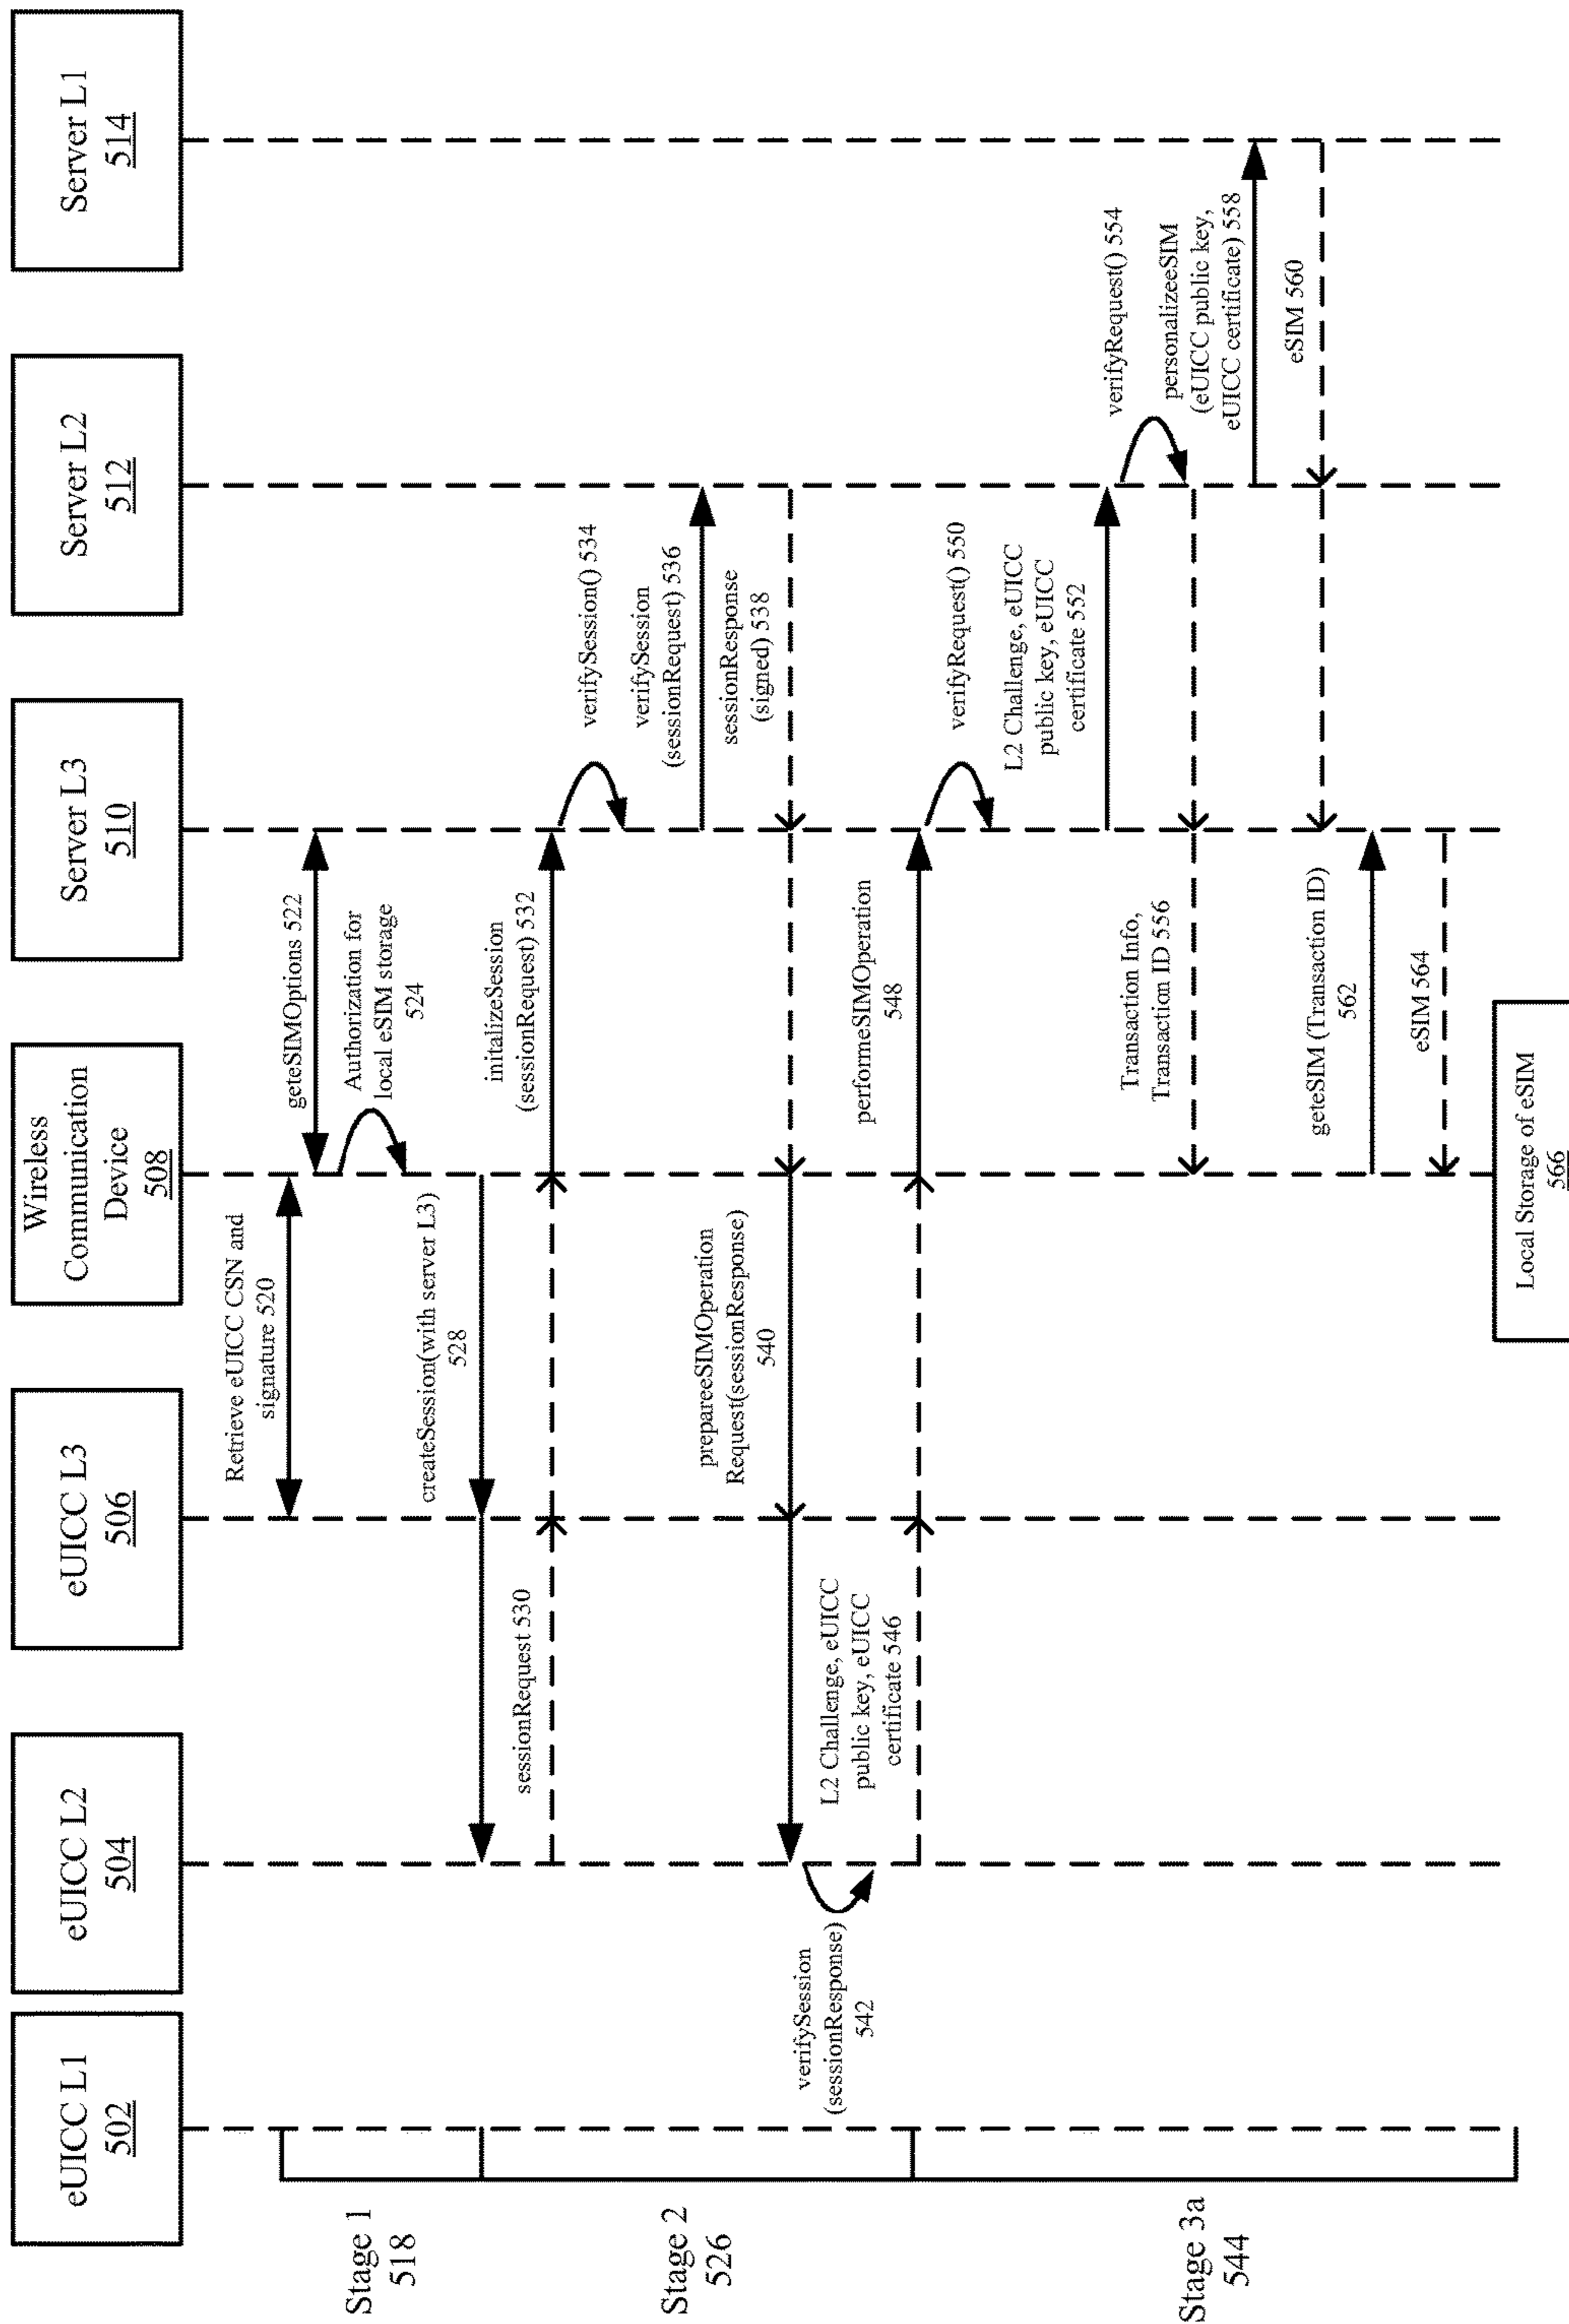 eUICC L1
502
eUICC L2
504
eUICC L3
506
Wireless
Communication
Device
508
Server L3
510
Server L2
512
Server L1
514
Stage 1
518
Retrieve eUICC CSN and
signature 520
geteSIMOptions 522
Authorization for
local eSIM storage
524
Stage 2
526
createSession(with server L3)
528
sessionRequest 530
initalizeSession
(sessionRequest) 532
verifySession() 534
verifySession
(sessionRequest) 536
sessionResponse
(signed) 538
prepareeSIMOperation
Request(sessionResponse)
540
verifySession
(sessionResponse)
542
Stage 3a
544
L2 Challenge, eUICC
public key, eUICC
certificate 546
performeSIMOperation
548
verifyRequest() 550
L2 Challenge, eUICC
public key, eUICC
certificate 552
verifyRequest() 554
Transaction Info,
Transaction ID 556
personalizeeSIM
(eUICC public key,
eUICC certificate) 558
eSIM 560
geteSIM (Transaction ID)
562
eSIM 564
Local Storage of eSIM
566